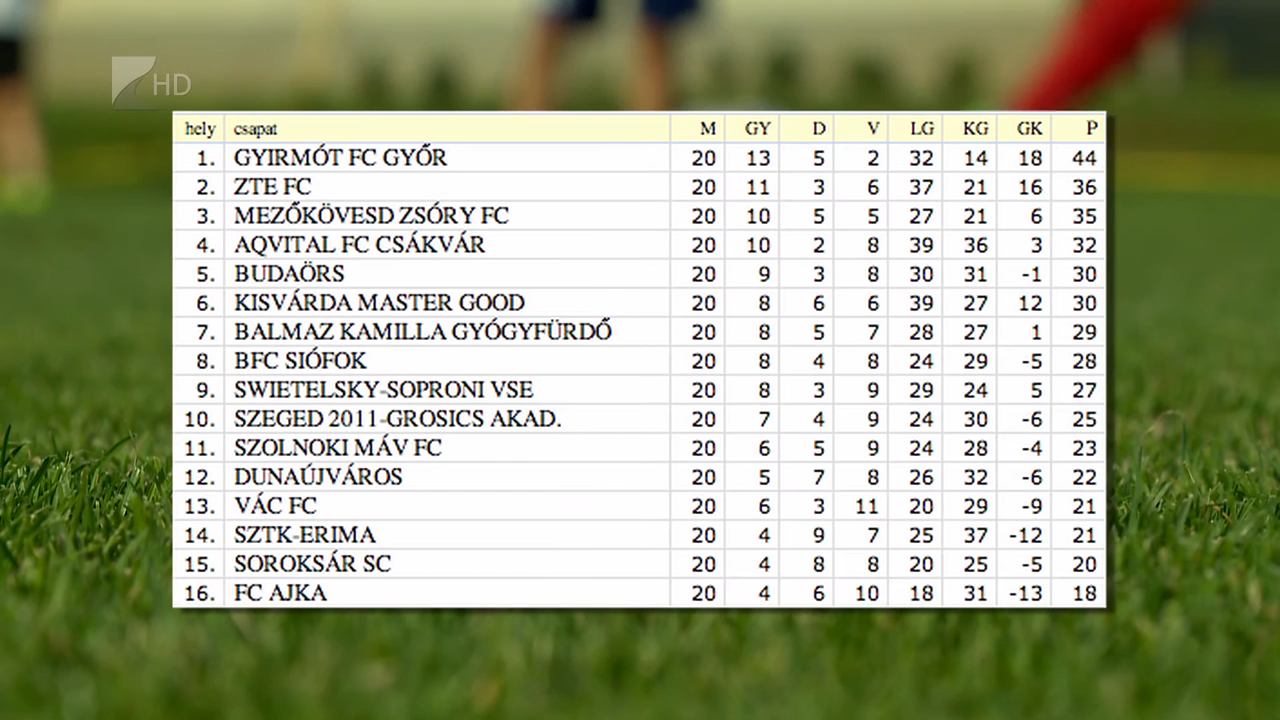 HD
hely csapat M GY D V LG KG GK P
1. GYIRMÓT FC GYŐR 20 13 5 2 32 14 18 44
2. ZTE FC 20 11 3 6 37 21 16 36
3. MEZŐKÖVESD ZSÓRY FC 20 10 5 5 27 21 6 35
4. AQVITAL FC CSÁKVÁR 20 10 2 8 39 36 3 32
5. BUDAÖRS 20 9 3 8 30 31 -1 30
6. KISVÁRDA MASTER GOOD 20 8 6 6 39 27 12 30
7. BALMAZ KAMILLA GYÓGYFÜRDŐ 20 8 5 7 28 27 1 29
8. BFC SIÓFOK 20 8 4 8 24 29 -5 28
9. SWIETELSKY-SOPRONI VSE 20 8 3 9 29 24 5 27
10. SZEGED 2011-GROSICS AKAD. 20 7 4 9 24 30 -6 25
11. SZOLNOKI MÁV FC 20 6 5 9 24 28 -4 23
12. DUNAÚJVÁROS 20 5 7 8 26 32 -6 22
13. VÁC FC 20 6 3 11 20 29 -9 21
14. SZTK-ERIMA 20 4 9 7 25 37 -12 21
15. SOROKSÁR SC 20 4 8 8 20 25 -5 20
16. FC AJKA 20 4 6 10 18 31 -13 18